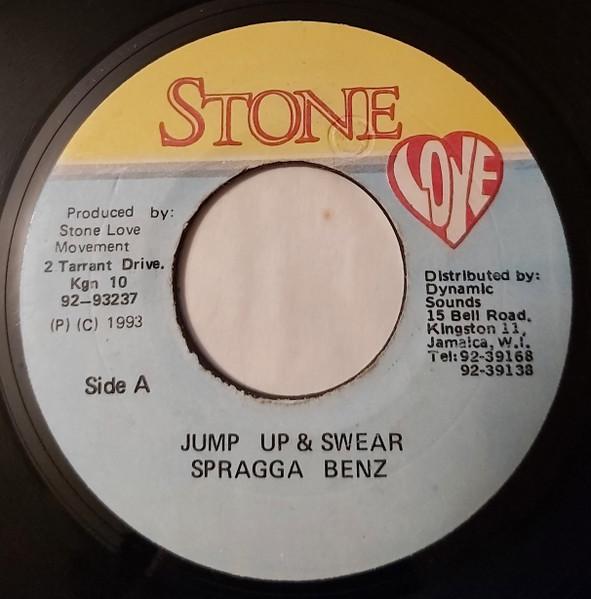 STONE
LOVE
Produced by:
Stone Love
Movement
2 Tarrant Drive.
Kgn 10
92-93237
(P) (C) 1993
Side A
Distributed by:
Dynamic
Sounds
15 Bell Road,
Kingston 11,
Jamaica, W.I.
Tel: 92-39168
92-39138
JUMP UP & SWEAR
SPRAGGA BENZ